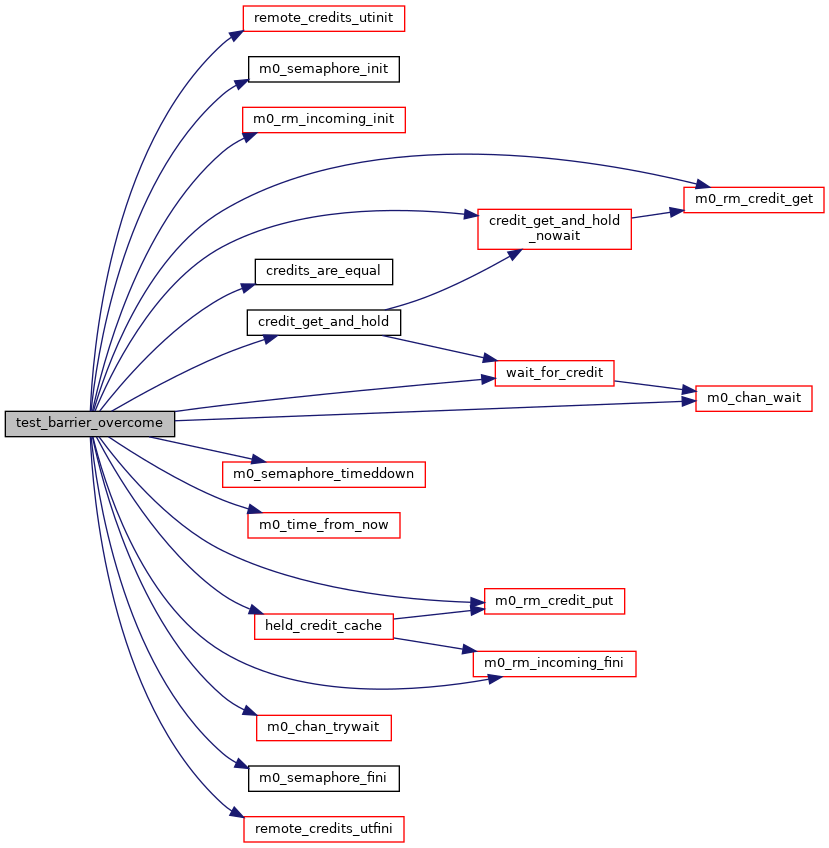 remote_credits_utinit
m0_semaphore_init
m0_rm_incoming_init
m0_rm_credit_get
credit_get_and_hold
_nowait
credits_are_equal
credit_get_and_hold
wait_for_credit
m0_chan_wait
test_barrier_overcome
m0_semaphore_timeddown
m0_time_from_now
m0_rm_credit_put
held_credit_cache
m0_rm_incoming_fini
m0_chan_trywait
m0_semaphore_fini
remote_credits_utfini